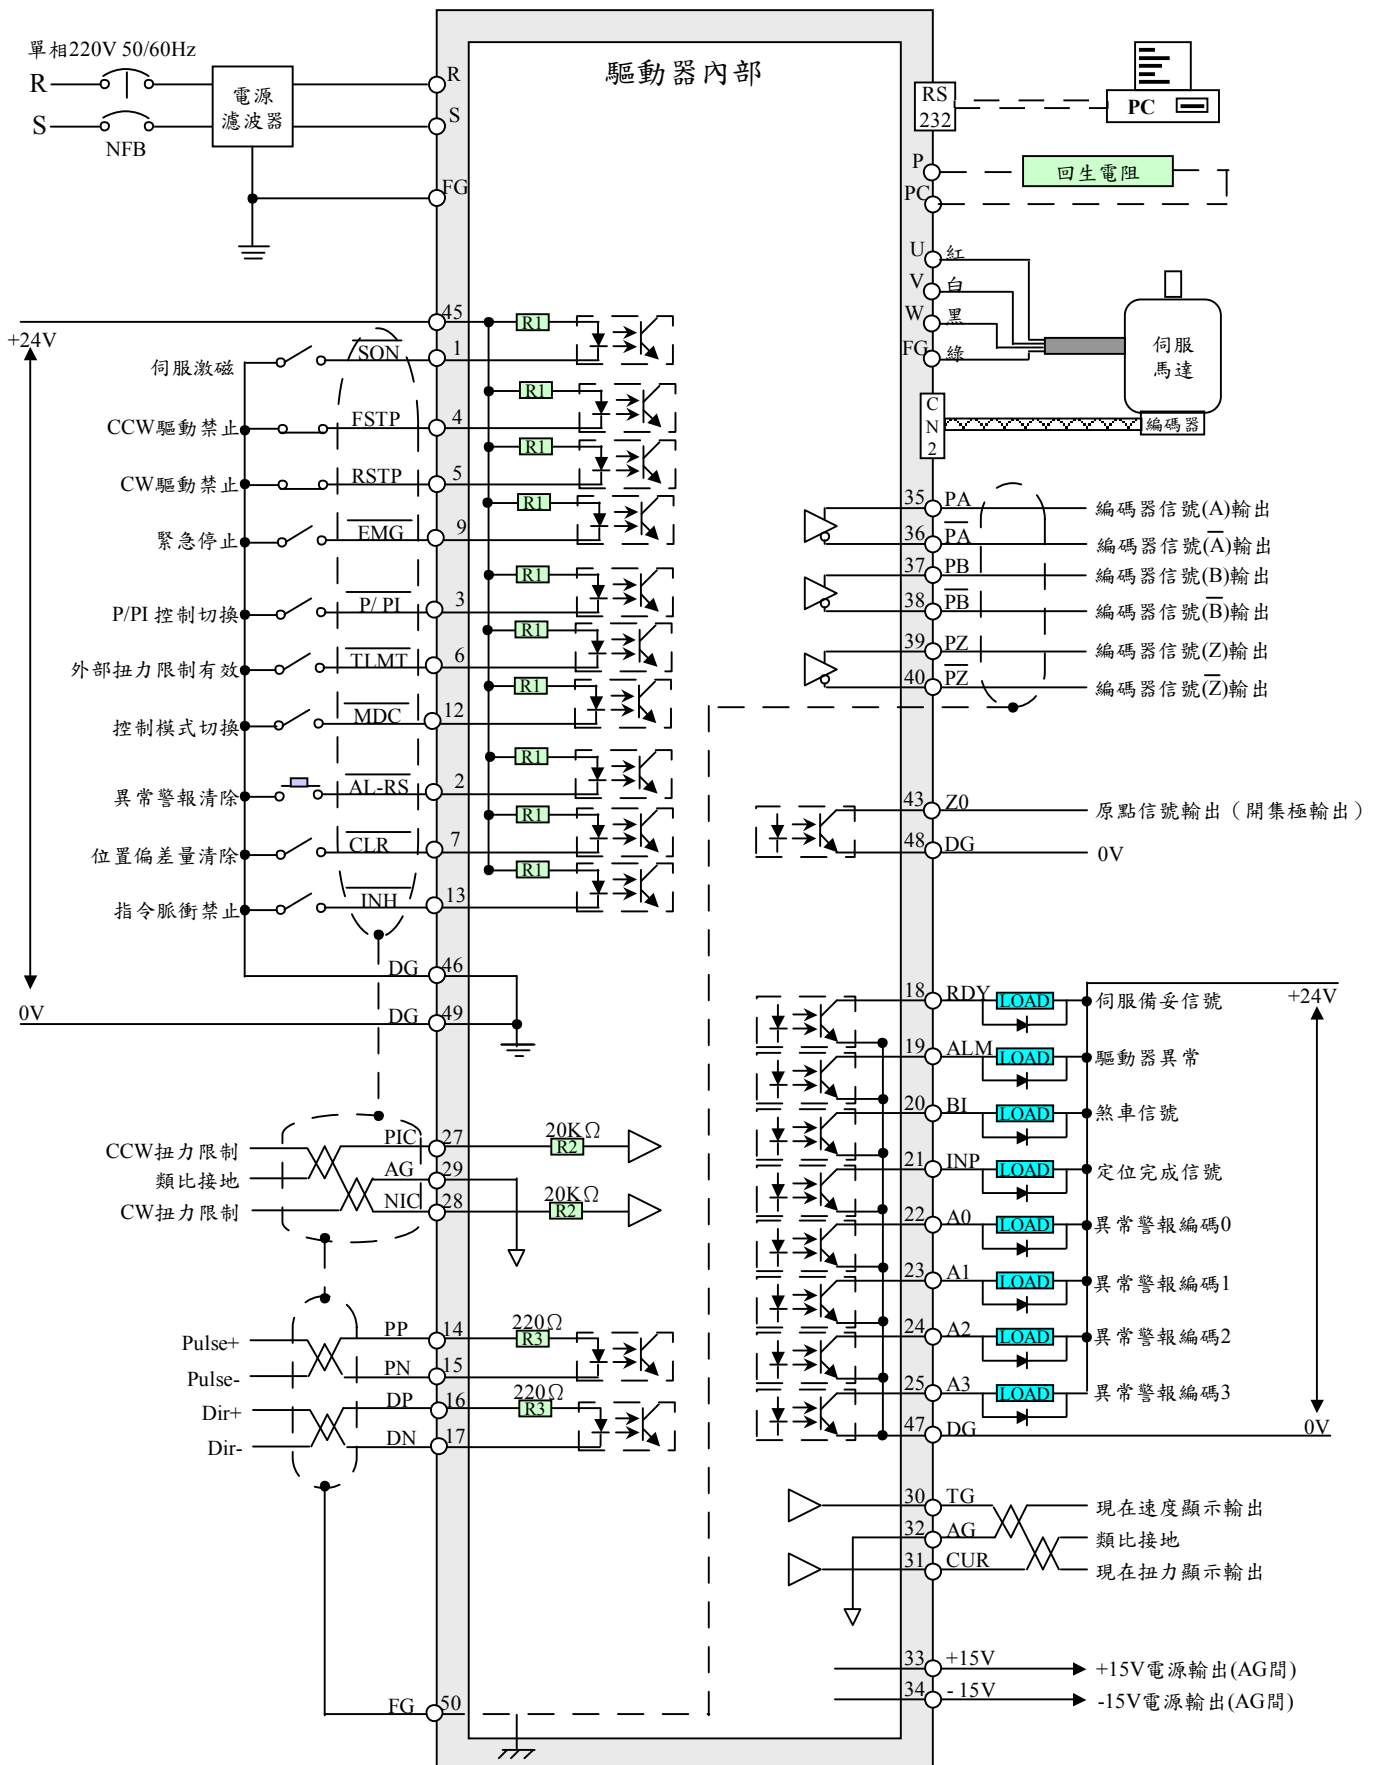 驅動器內部
單相220V 50/60Hz
R
電源
濾波器
R
S
S
NFB
FG
RS
232
PC
P
回生電阻
PC
U 紅
V 白
W 黑
FG 綠
伺服
馬達
C
N
2
編碼器
+24V
45
R1
伺服激磁 S̅O̅N̅ 1
R1
CCW驅動禁止 FSTP 4
R1
CW驅動禁止 RSTP 5
R1
緊急停止 E̅M̅G̅ 9
R1
P/PI 控制切換 P̅/̅ P̅I̅ 3
R1
外部扭力限制有效 T̅L̅M̅T̅ 6
R1
控制模式切換 M̅D̅C̅ 12
R1
異常警報清除 A̅L̅-̅R̅S̅ 2
R1
位置偏差量清除 C̅L̅R̅ 7
R1
指令脈衝禁止 I̅N̅H̅ 13
DG 46
0V
DG 49
CCW扭力限制 PIC 27 20KΩ R2
類比接地 AG 29
CW扭力限制 NIC 28 20KΩ R2
Pulse+ PP 14 220Ω R3
Pulse- PN 15
Dir+ DP 16 220Ω R3
Dir- DN 17
FG 50
35 PA 編碼器信號(A)輸出
36 P̅A̅ 編碼器信號(A̅)輸出
37 PB 編碼器信號(B)輸出
38 P̅B̅ 編碼器信號(B̅)輸出
39 PZ 編碼器信號(Z)輸出
40 P̅Z̅ 編碼器信號(Z̅)輸出
43 Z0 原點信號輸出（開集極輸出）
48 DG 0V
18 RDY LOAD 伺服備妥信號
+24V
19 ALM LOAD 驅動器異常
20 BI LOAD 煞車信號
21 INP LOAD 定位完成信號
22 A0 LOAD 異常警報編碼0
23 A1 LOAD 異常警報編碼1
24 A2 LOAD 異常警報編碼2
25 A3 LOAD 異常警報編碼3
47 DG 0V
30 TG 現在速度顯示輸出
32 AG 類比接地
31 CUR 現在扭力顯示輸出
33 +15V +15V電源輸出(AG間)
34 - 15V -15V電源輸出(AG間)